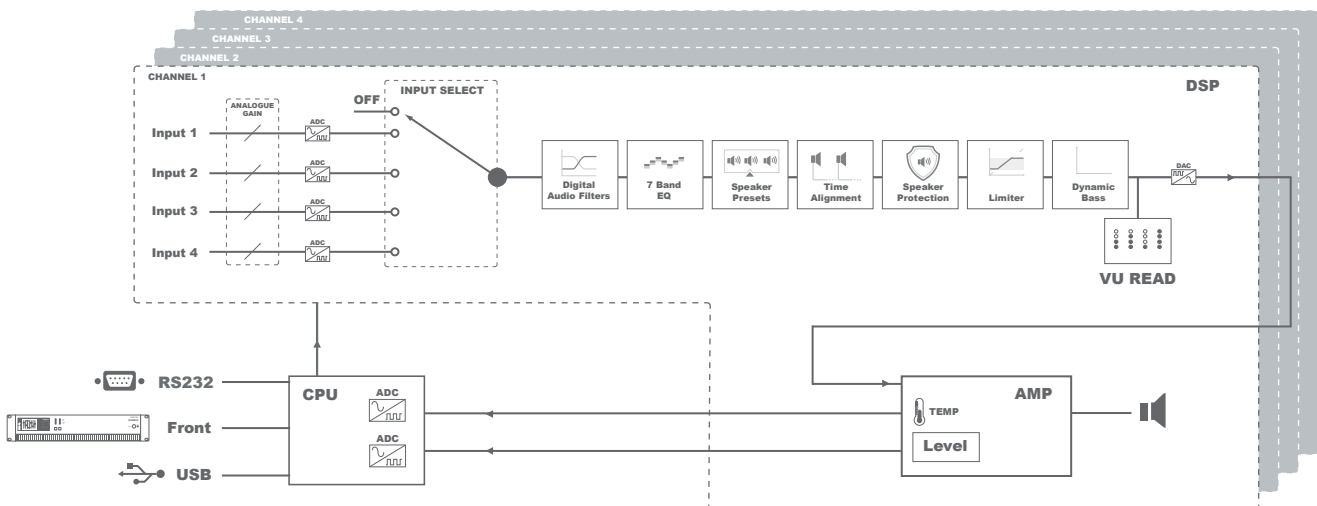 CHANNEL 4
CHANNEL 3
CHANNEL 2
CHANNEL 1
DSP
INPUT SELECT
OFF
ANALOGUE
GAIN
ADC
Input 1
ADC
Input 2
ADC
Input 3
ADC
Input 4
Digital
Audio Filters
7 Band
EQ
Speaker
Presets
Time
Alignment
Speaker
Protection
Limiter
Dynamic
Bass
DAC
VU READ
RS232
Front
USB
CPU
ADC
ADC
AMP
TEMP
Level